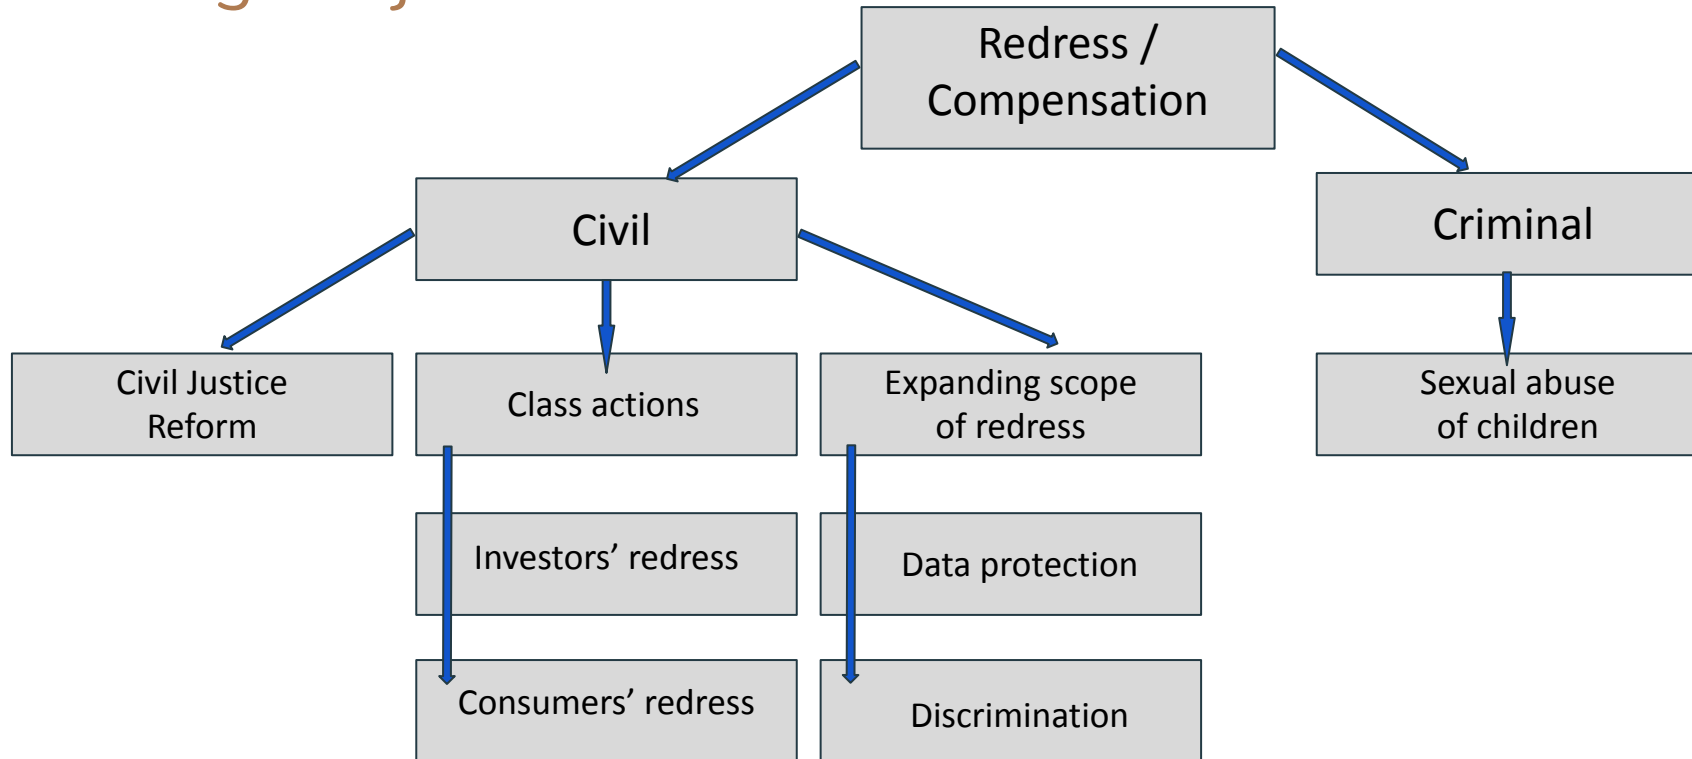 Redress /
Compensation
Civil
Criminal
Civil Justice
Reform
Class actions
Expanding scope
of redress
Sexual abuse
of children
Investors’ redress
Data protection
Consumers’ redress
Discrimination